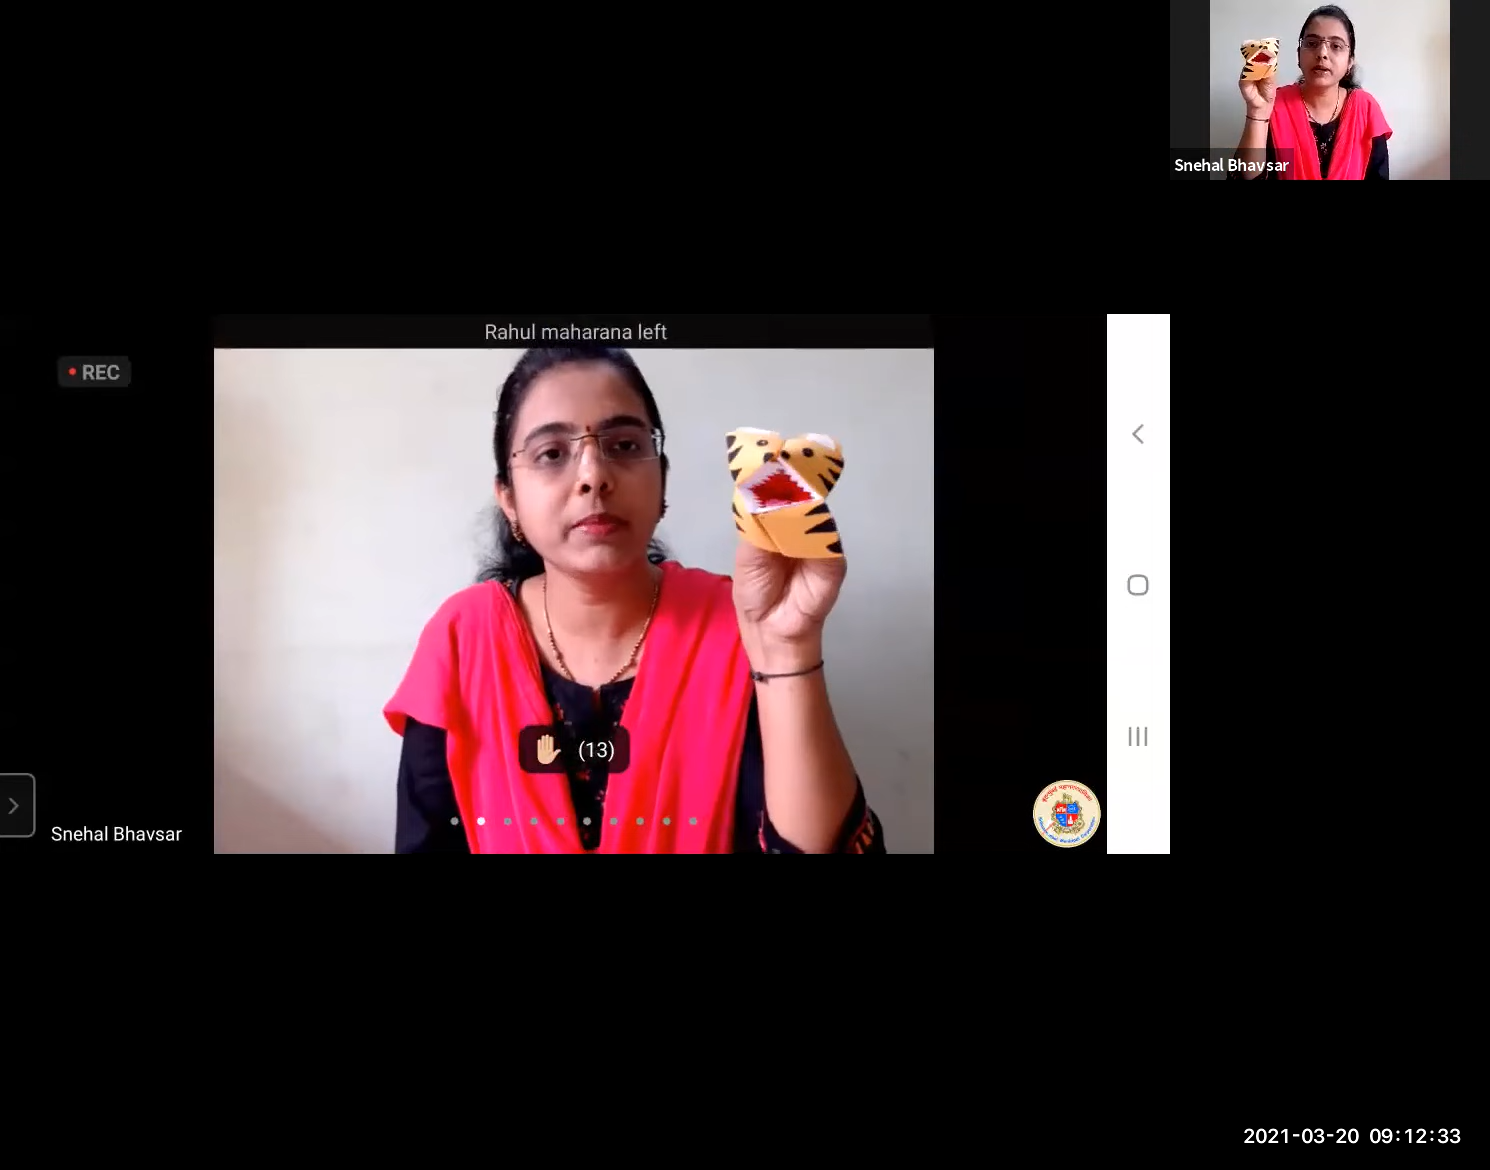 Snehal Bhavsar
Rahul maharana left
REC
(13)
Snehal Bhavsar
2021-03-20 09:12:33